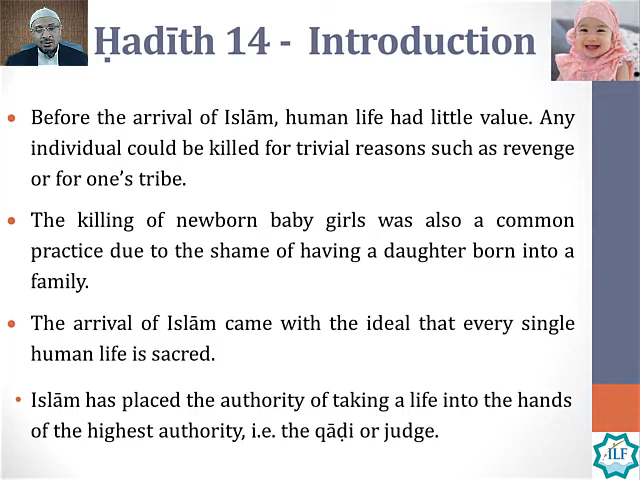 Ḥadīth 14 - Introduction
Before the arrival of Islām, human life had little value. Any
individual could be killed for trivial reasons such as revenge
or for one's tribe.
The killing of newborn baby girls was also a common
practice due to the shame of having a daughter born into a
family.
The arrival of Islām came with the ideal that every single
human life is sacred.
Islām has placed the authority of taking a life into the hands
of the highest authority, i.e. the qāḍi or judge.
ILF